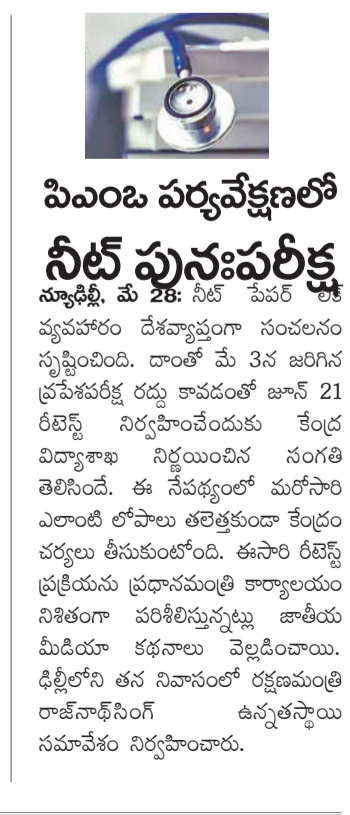 పిఎంఒ పర్యవేక్షణలో
నీట్ పునఃపరీక్ష
న్యూఢిల్లీ, మే 28: నీట్ పేపర్ లీక్
వ్యవహారం దేశవ్యాప్తంగా సంచలనం
సృష్టించింది. దాంతో మే 3న జరిగిన
ప్రవేశపరీక్ష రద్దు కావడంతో జూన్ 21
రీటెస్ట్ నిర్వహించేందుకు కేంద్ర
విద్యాశాఖ నిర్ణయించిన సంగతి
తెలిసిందే. ఈ నేపథ్యంలో మరోసారి
ఎలాంటి లోపాలు తలెత్తకుండా కేంద్రం
చర్యలు తీసుకుంటోంది. ఈసారి రీటెస్ట్
ప్రక్రియను ప్రధానమంత్రి కార్యాలయం
నిశితంగా పరిశీలిస్తున్నట్లు జాతీయ
మీడియా కథనాలు వెల్లడించాయి.
ఢిల్లీలోని తన నివాసంలో రక్షణమంత్రి
రాజ్‌నాథ్‌సింగ్ ఉన్నతస్థాయి
సమావేశం నిర్వహించారు.